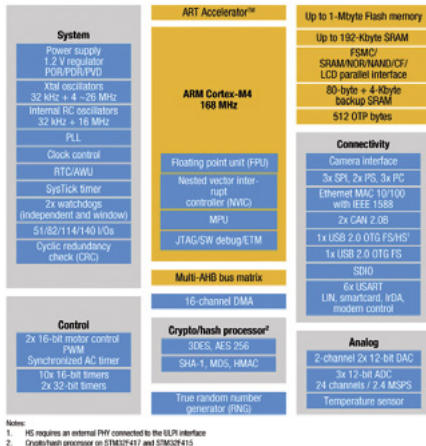 System
Power supply
1.2 V regulator
POR/PDR/PVD
Xtal oscillators
32 kHz + 4 ~26 MHz
Internal RC oscillators
32 kHz + 16 MHz
PLL
Clock control
RTC/AWU
SysTick timer
2x watchdogs
(independent and window)
51/82/114/140 I/Os
Cyclic redundancy
check (CRC)
Control
2x 16-bit motor control
PWM
Synchronized AC timer
10x 16-bit timers
2x 32-bit timers
ART Accelerator™
ARM Cortex-M4
168 MHz
Floating point unit (FPU)
Nested vector inter-
rupt
controller (NVIC)
MPU
JTAG/SW debug/ETM
Multi-AHB bus matrix
16-channel DMA
Crypto/hash processor²
3DES, AES 256
SHA-1, MD5, HMAC
True random number
generator (RNG)
Up to 1-Mbyte Flash memory
Up to 192-Kbyte SRAM
FSMC/
SRAM/NOR/NAND/CF/
LCD parallel interface
80-byte + 4-Kbyte
backup SRAM
512 OTP bytes
Connectivity
Camera interface
3x SPI, 2x PS, 3x PC
Ethernet MAC 10/100
with IEEE 1588
2x CAN 2.0B
1x USB 2.0 OTG FS/HS¹
1x USB 2.0 OTG FS
SDIO
6x USART
LIN, smartcard, IrDA,
modem control
Analog
2-channel 2x 12-bit DAC
3x 12-bit ADC
24 channels / 2.4 MSPS
Temperature sensor
Notes:
1. HS requires an external PHY connected to the ULPI interface
2. Crypto/hash processor on STM32F417 and STM32F415